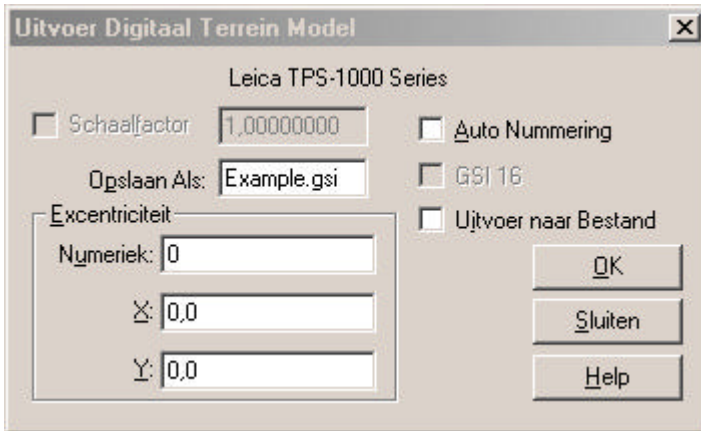 Uitvoer Digitaal Terrein Model
Leica TPS-1000 Series
Schaalfactor 1,00000000
Auto Nummering
Opslaan Als: Example.gsi
GSI 16
Excentriciteit
Uitvoer naar Bestand
Numeriek: 0
OK
X: 0,0
Sluiten
Y: 0,0
Help